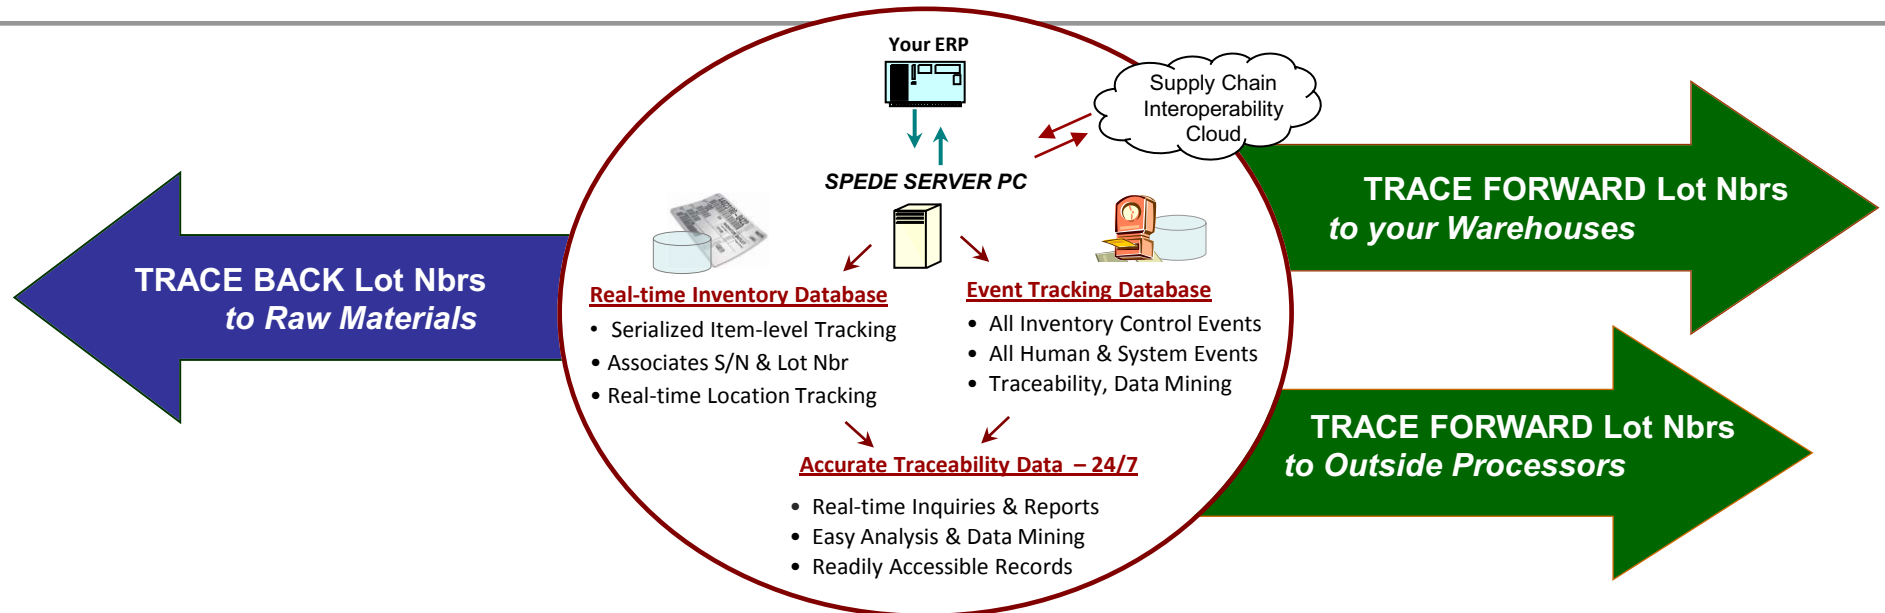 Your ERP
Supply Chain
Interoperability
Cloud
SPEDE SERVER PC
TRACE BACK Lot Nbrs
to Raw Materials
Real-time Inventory Database
• Serialized Item-level Tracking
• Associates S/N & Lot Nbr
• Real-time Location Tracking
Event Tracking Database
• All Inventory Control Events
• All Human & System Events
• Traceability, Data Mining
Accurate Traceability Data – 24/7
• Real-time Inquiries & Reports
• Easy Analysis & Data Mining
• Readily Accessible Records
TRACE FORWARD Lot Nbrs
to your Warehouses
TRACE FORWARD Lot Nbrs
to Outside Processors